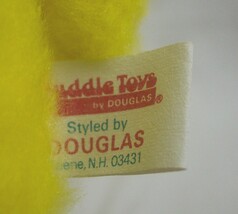 uddle Toys
by DOUGLAS®
Styled by
DOUGLAS
ene, N.H. 03431